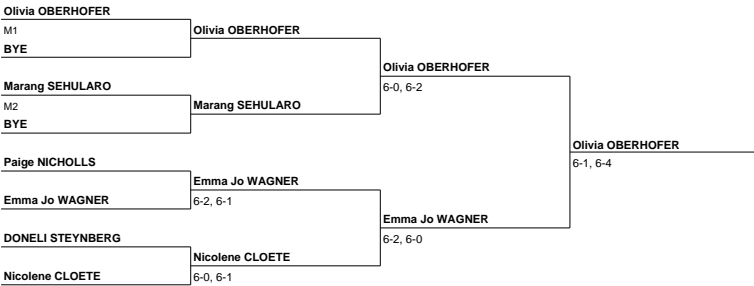 Olivia OBERHOFER
M1
BYE
Olivia OBERHOFER
Marang SEHULARO
M2
BYE
Marang SEHULARO
Olivia OBERHOFER
6-0, 6-2
Paige NICHOLLS
Emma Jo WAGNER
Emma Jo WAGNER
6-2, 6-1
DONELI STEYNBERG
Nicolene CLOETE
Nicolene CLOETE
6-0, 6-1
Emma Jo WAGNER
6-2, 6-0
Olivia OBERHOFER
6-1, 6-4